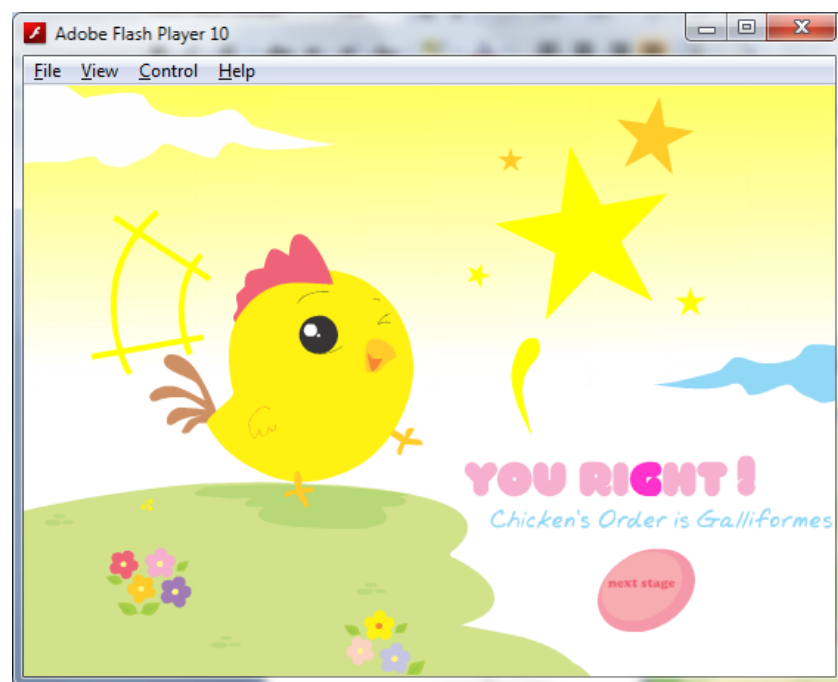 Adobe Flash Player 10
File View Control Help
YOU RIGHT!
Chicken's Order is Galliformes
next stage